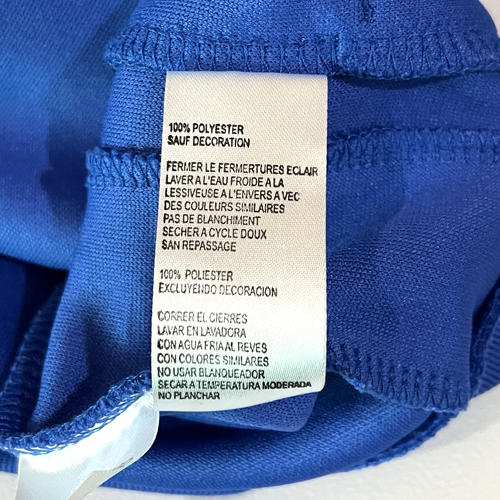 100% POLYESTER
SAUF DECORATION
FERMER LE FERMERTURES ECLAIR
LAVER A L'EAU FROIDE A LA
LESSIVEUSE A L'ENVERS A VEC
DES COULEURS SIMILAIRES
PAS DE BLANCHIMENT
SECHER A CYCLE DOUX
SAN REPASSAGE
100% POLIESTER
EXCLUYENDO DECORACION
CORRER EL CIERRES
LAVAR EN LAVADORA
CON AGUA FRIA AL REVES
CON COLORES SIMILARES
NO USAR BLANQUEADOR
SECAR A TEMPERATURA MODERADA
NO PLANCHAR